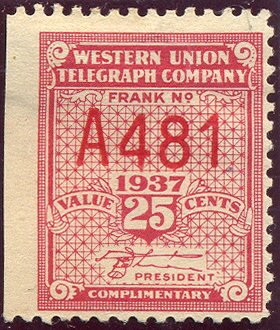 WESTERN UNION
TELEGRAPH COMPANY
FRANK Nº
A481
1937
VALUE 25 CENTS
PRESIDENT
COMPLIMENTARY